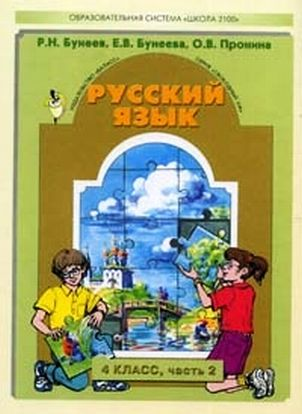 ОБРАЗОВАТЕЛЬНАЯ СИСТЕМА «ШКОЛА 2100»
Р.Н. Бунеев, Е.В. Бунеева, О.В. Пронина
РУССКИЙ
ЯЗЫК
4 КЛАСС, часть 2